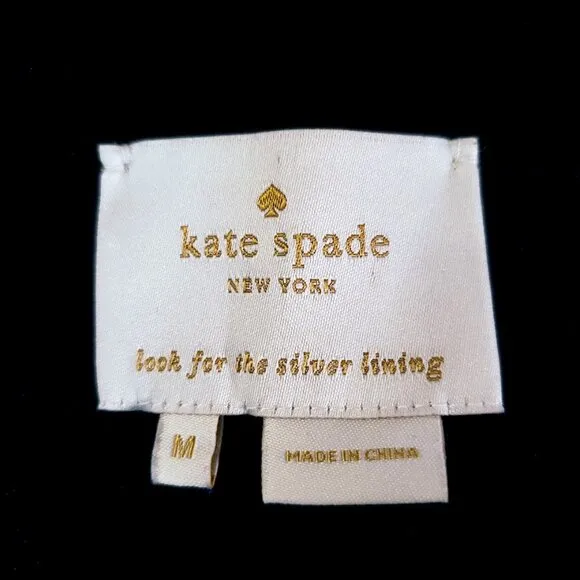 kate spade
NEW YORK
look for the silver lining
M
MADE IN CHINA